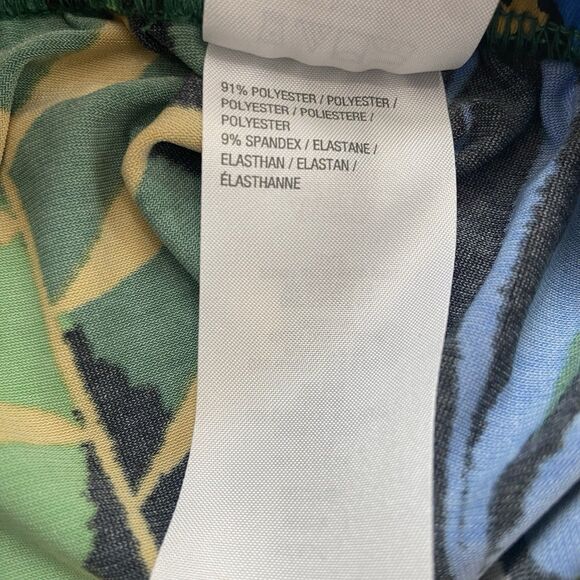 91% POLYESTER / POLYESTER /
POLYESTER / POLIESTERE /
POLYESTER
9% SPANDEX / ELASTANE /
ELASTHAN / ELASTAN /
ÉLASTHANNE